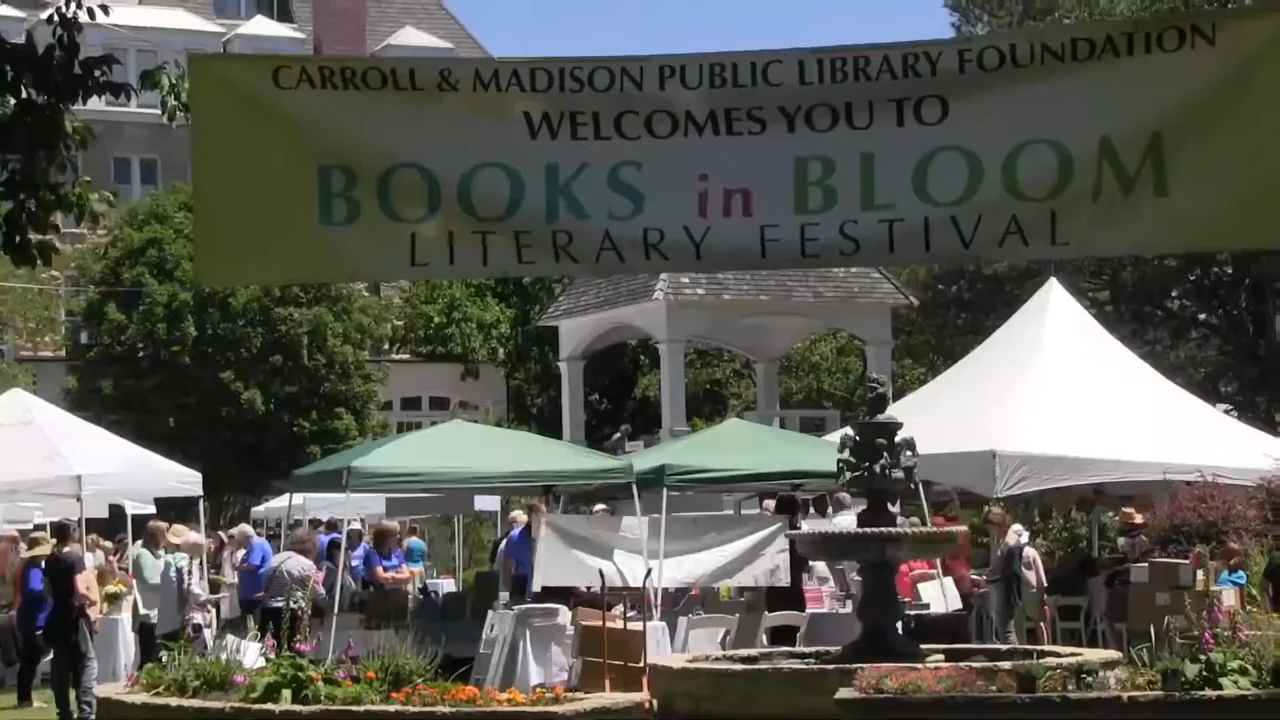 CARROLL & MADISON PUBLIC LIBRARY FOUNDATION
WELCOMES YOU TO
BOOKS in BLOOM
LITERARY FESTIVAL